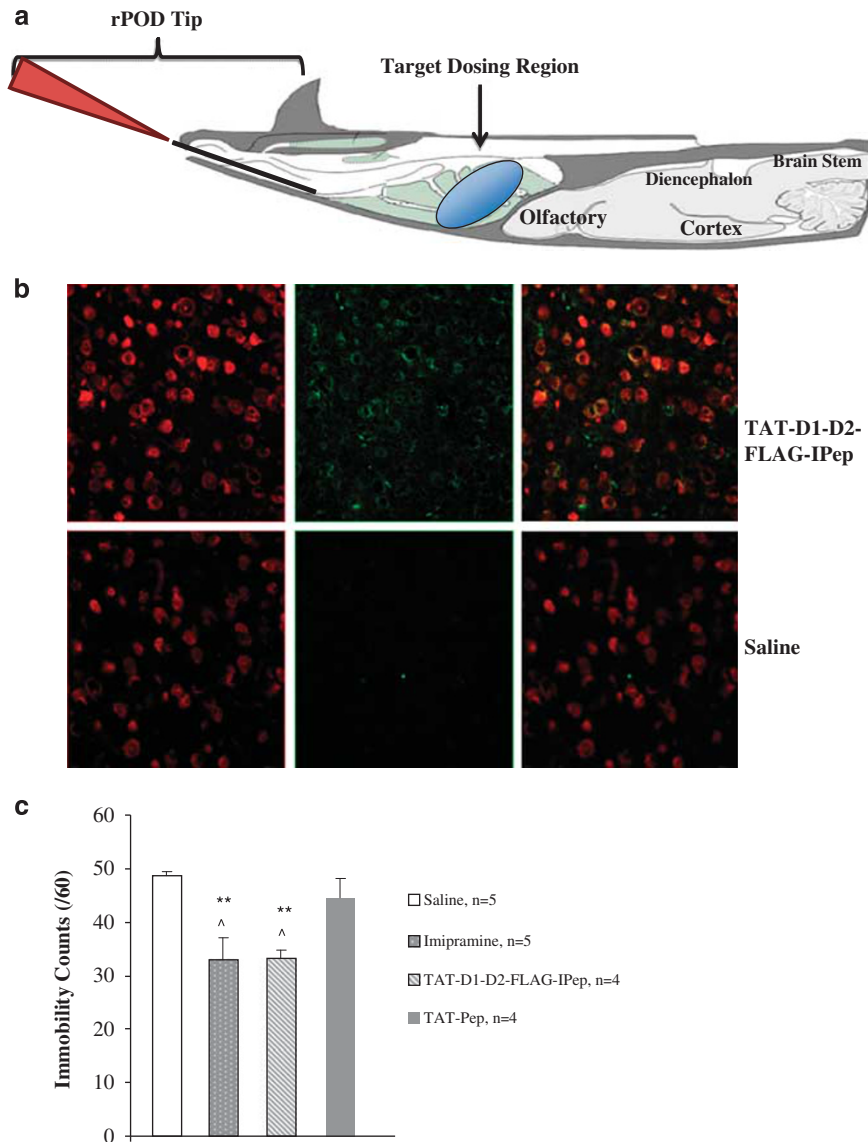 a
rPOD Tip
Target Dosing Region
Brain Stem
Diencephalon
Olfactory
Cortex
b
TAT-D1-D2-
FLAG-IPep
Saline
c
Immobility Counts (/60)
60
50
40
30
20
10
0
**
^
**
^
Saline, n=5
Imipramine, n=5
TAT-D1-D2-FLAG-IPep, n=4
TAT-Pep, n=4